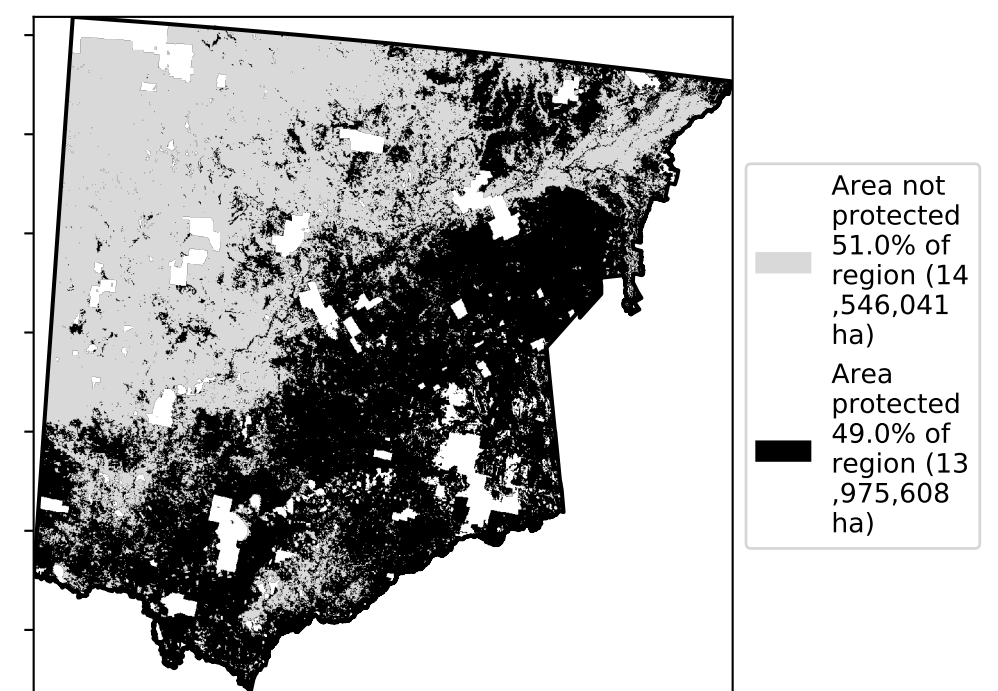 Area not
protected
51.0% of
region (14
,546,041
ha)
Area
protected
49.0% of
region (13
,975,608
ha)